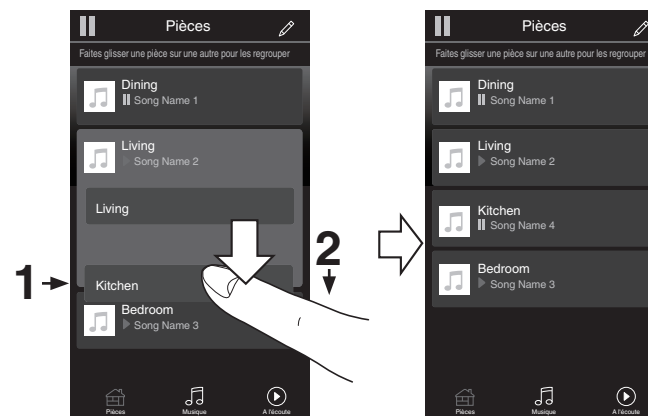 Pièces
Faites glisser une pièce sur une autre pour les regrouper
Dining
Song Name 1
Living
Song Name 2
Living
Kitchen
Bedroom
Song Name 3
Pièces
Musique
A l'écoute
1
2
Pièces
Faites glisser une pièce sur une autre pour les regrouper
Dining
Song Name 1
Living
Song Name 2
Kitchen
Song Name 4
Bedroom
Song Name 3
Pièces
Musique
A l'écoute